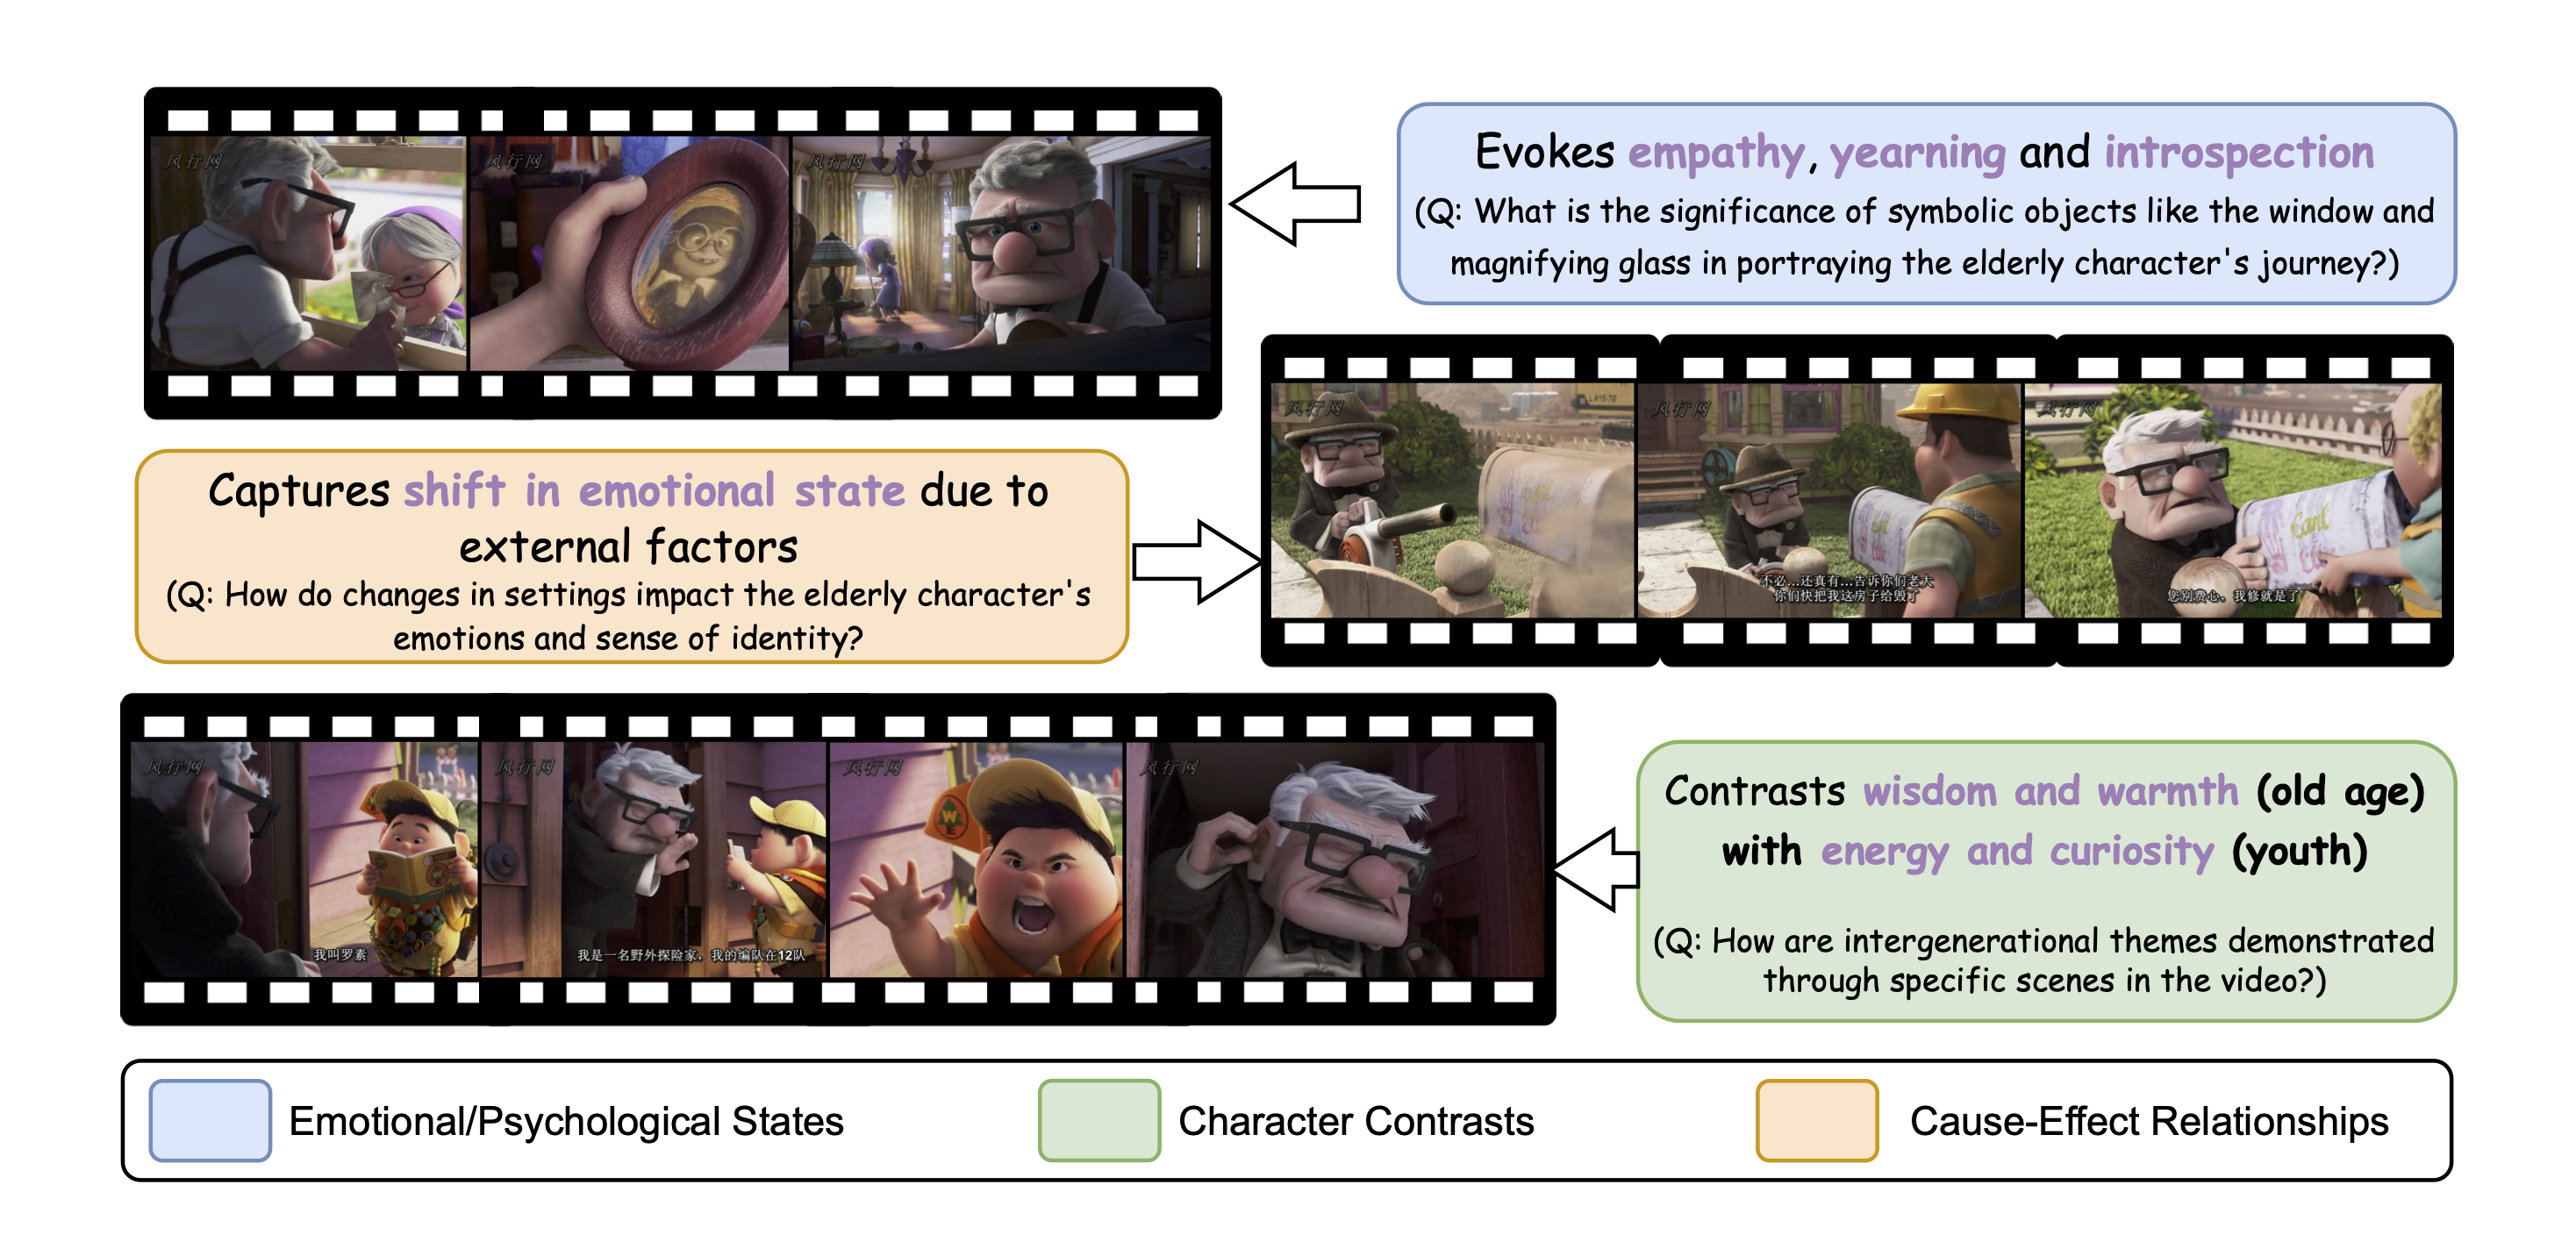 风行网
风行网
风行网
Evokes empathy, yearning and introspection
(Q: What is the significance of symbolic objects like the window and
magnifying glass in portraying the elderly character's journey?)
Captures shift in emotional state due to
external factors
(Q: How do changes in settings impact the elderly character's
emotions and sense of identity?
风行网
L 415-72
风行网
不必...还真有...告诉你们老大
你们快把我这房子给毁了
风行网
Carl
您别费心，我修就是了
风行网
我叫罗素
风行网
我是一名野外探险家，我的编队在12队
风行网
W
E
风行网
Contrasts wisdom and warmth (old age)
with energy and curiosity (youth)
(Q: How are intergenerational themes demonstrated
through specific scenes in the video?)
Emotional/Psychological States
Character Contrasts
Cause-Effect Relationships